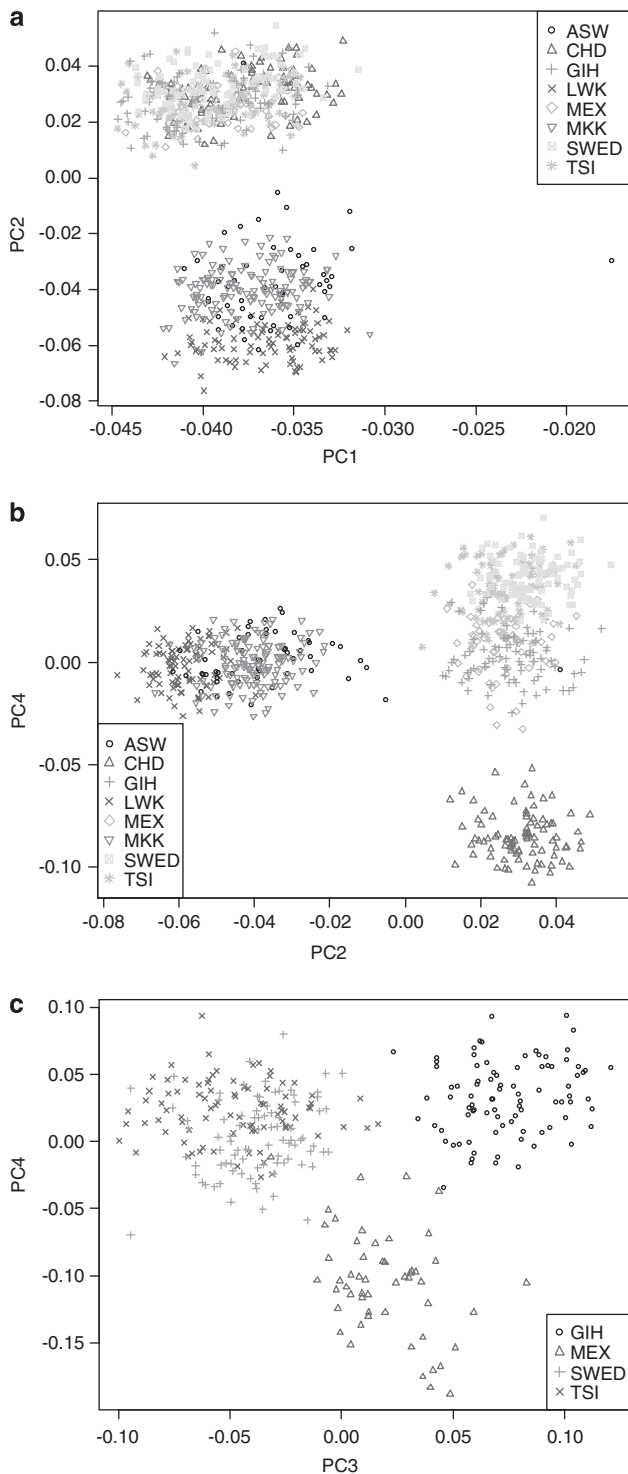 a
ASW
CHD
GIH
LWK
MEX
MKK
SWED
TSI
0.04
0.02
0.00
-0.02
-0.04
-0.06
-0.08
PC2
-0.045
-0.040
-0.035
-0.030
-0.025
-0.020
PC1
b
0.05
0.00
-0.05
-0.10
PC4
ASW
CHD
GIH
LWK
MEX
MKK
SWED
TSI
-0.08
-0.06
-0.04
-0.02
0.00
0.02
0.04
PC2
c
0.10
0.05
0.00
-0.05
-0.10
-0.15
PC4
GIH
MEX
SWED
TSI
-0.10
-0.05
0.00
0.05
0.10
PC3